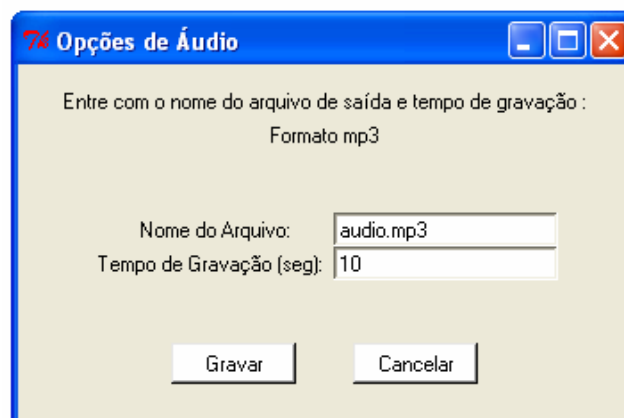 Opções de Áudio
Entre com o nome do arquivo de saída e tempo de gravação :
Formato mp3
Nome do Arquivo: audio.mp3
Tempo de Gravação (seg): 10
Gravar Cancelar